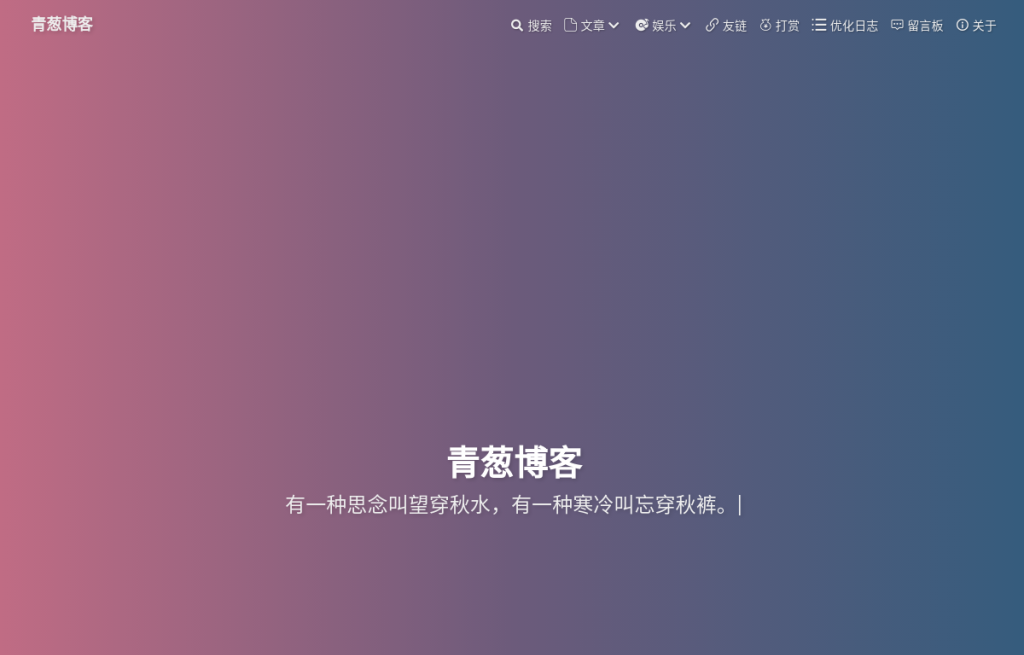 青葱博客
搜索 文章 娱乐 友链 打赏 优化日志 留言板 关于
青葱博客
有一种思念叫望穿秋水，有一种寒冷叫忘穿秋裤。|